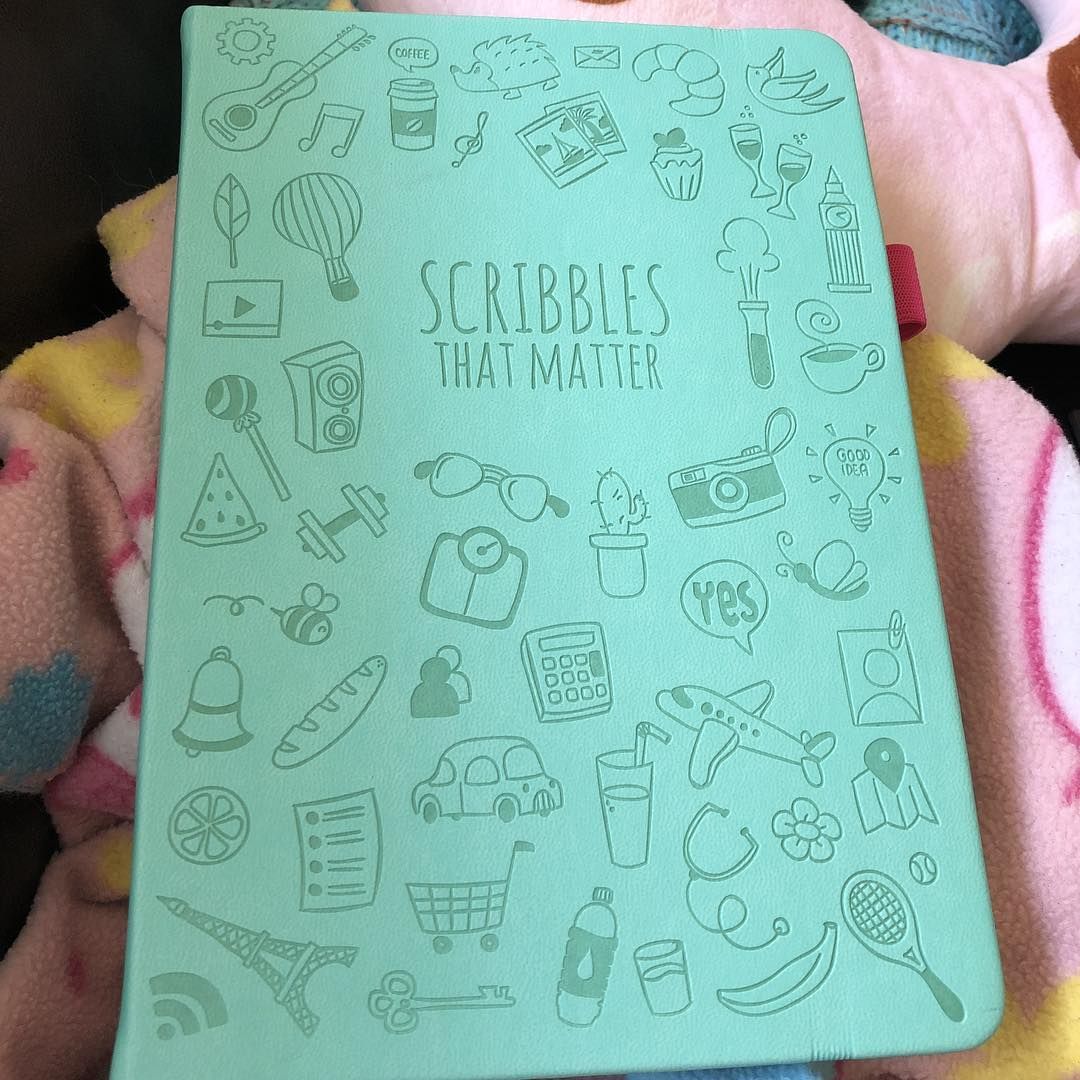 COFFEE
SCRIBBLES
THAT MATTER
GOOD
IDEA
Yes